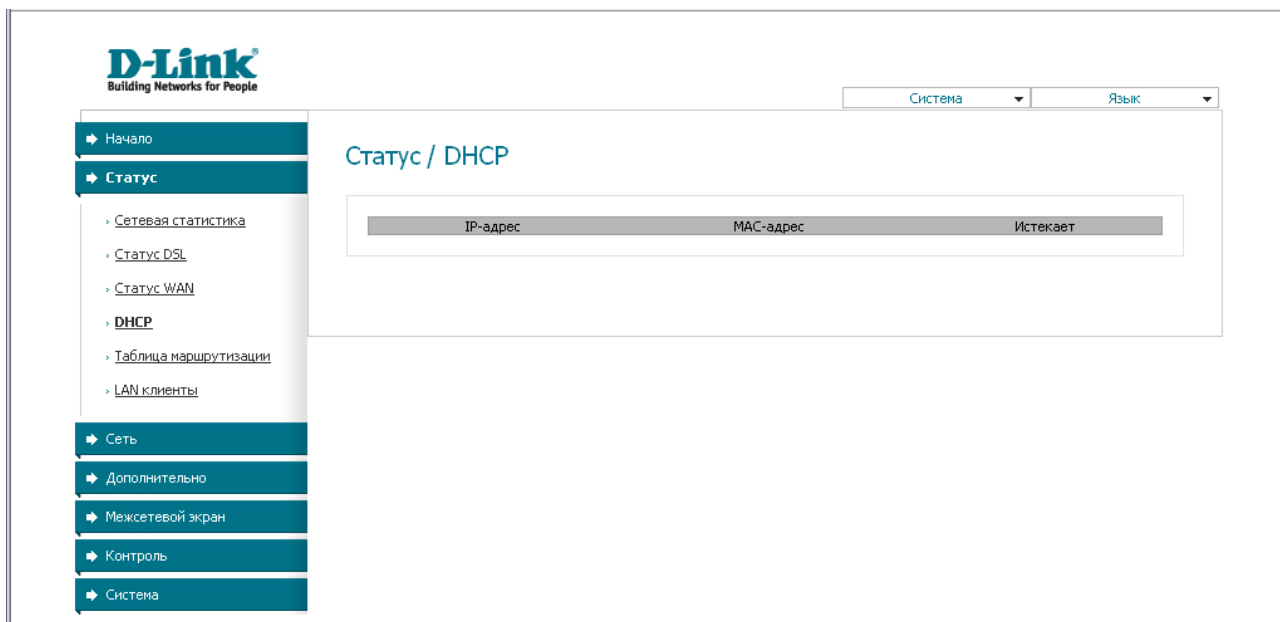 D-Link
Building Networks for People
Система Язык
Начало
Статус
Сетевая статистика
Статус DSL
Статус WAN
DHCP
Таблица маршрутизации
LAN клиенты
Сеть
Дополнительно
Межсетевой экран
Контроль
Система
Статус / DHCP
IP-адрес MAC-адрес Истекает